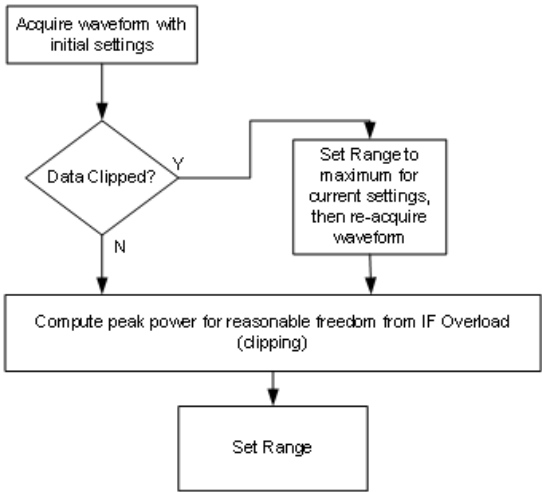 Acquire waveform with
initial settings
Data Clipped?
Y
Set Range to
maximum for
current settings,
then re-acquire
waveform
N
Compute peak power for reasonable freedom from IF Overload
(clipping)
Set Range